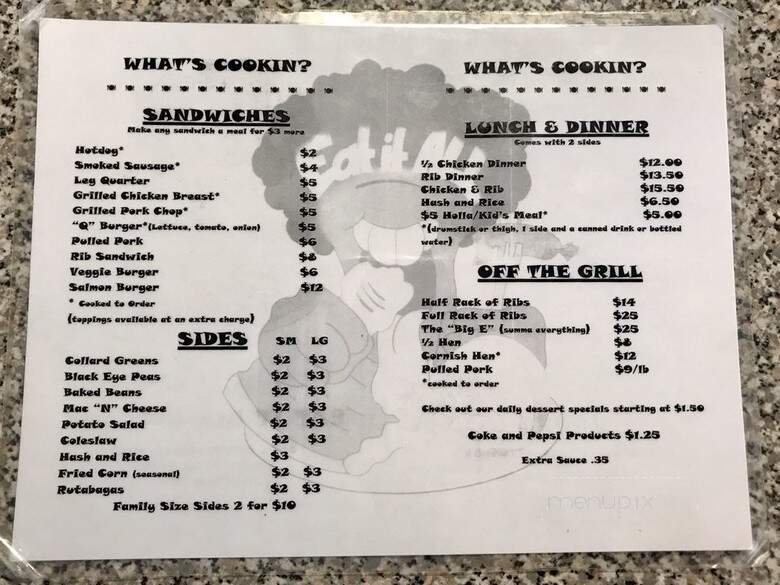 WHAT'S COOKIN?
SANDWICHES
Make any sandwich a meal for $3 more
Hotdog* $2
Smoked Sausage* $4
Leg Quarter $5
Grilled Chicken Breast* $5
Grilled Pork Chop* $5
"Q" Burger*(Lettuce, tomato, onion) $5
Pulled Pork $6
Rib Sandwich $8
Veggie Burger $6
Salmon Burger $12
* Cooked to Order
(toppings available at an extra charge)
SIDES SM LG
Collard Greens $2 $3
Black Eye Peas $2 $3
Baked Beans $2 $3
Mac "N" Cheese $2 $3
Potato Salad $2 $3
Coleslaw $2 $3
Hash and Rice $3
Fried Corn (seasonal) $2 $3
Rutabagas $2 $3
Family Size Sides 2 for $10
Eat it All
WHAT'S COOKIN?
LUNCH & DINNER
Comes with 2 sides
½ Chicken Dinner $12.00
Rib Dinner $13.50
Chicken & Rib $15.50
Hash and Rice $6.50
$5 Holla/Kid's Meal* $5.00
*(drumstick or thigh, 1 side and a canned drink or bottled
water)
OFF THE GRILL
Half Rack of Ribs $14
Full Rack of Ribs $25
The "Big E" (summa everything) $25
½ Hen $8
Cornish Hen* $12
Pulled Pork $9/lb
*cooked to order
Check out our daily dessert specials starting at $1.50
Coke and Pepsi Products $1.25
Extra Sauce .35
menupix